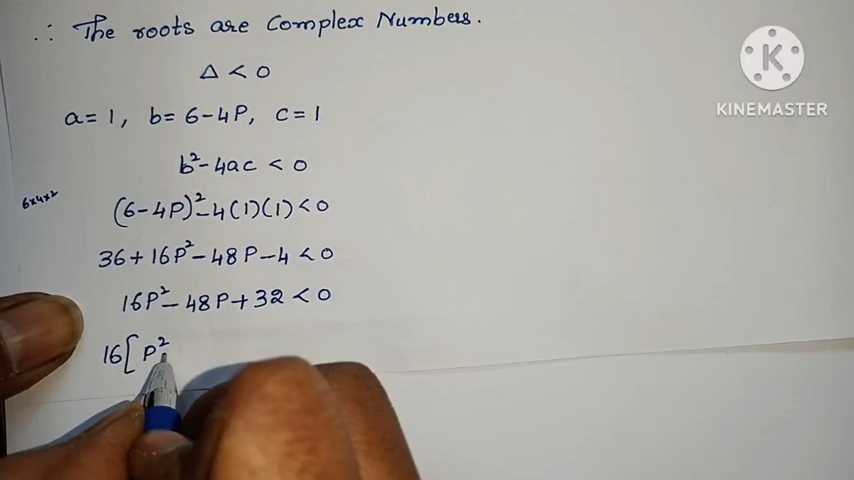 ∴ The roots are Complex Numbers.
Δ < 0
a = 1, b = 6 - 4P, c = 1
b² - 4ac < 0
6x4x2
(6 - 4P)² - 4(1)(1) < 0
36 + 16P² - 48P - 4 < 0
16P² - 48P + 32 < 0
16[P²
K
KINEMASTER